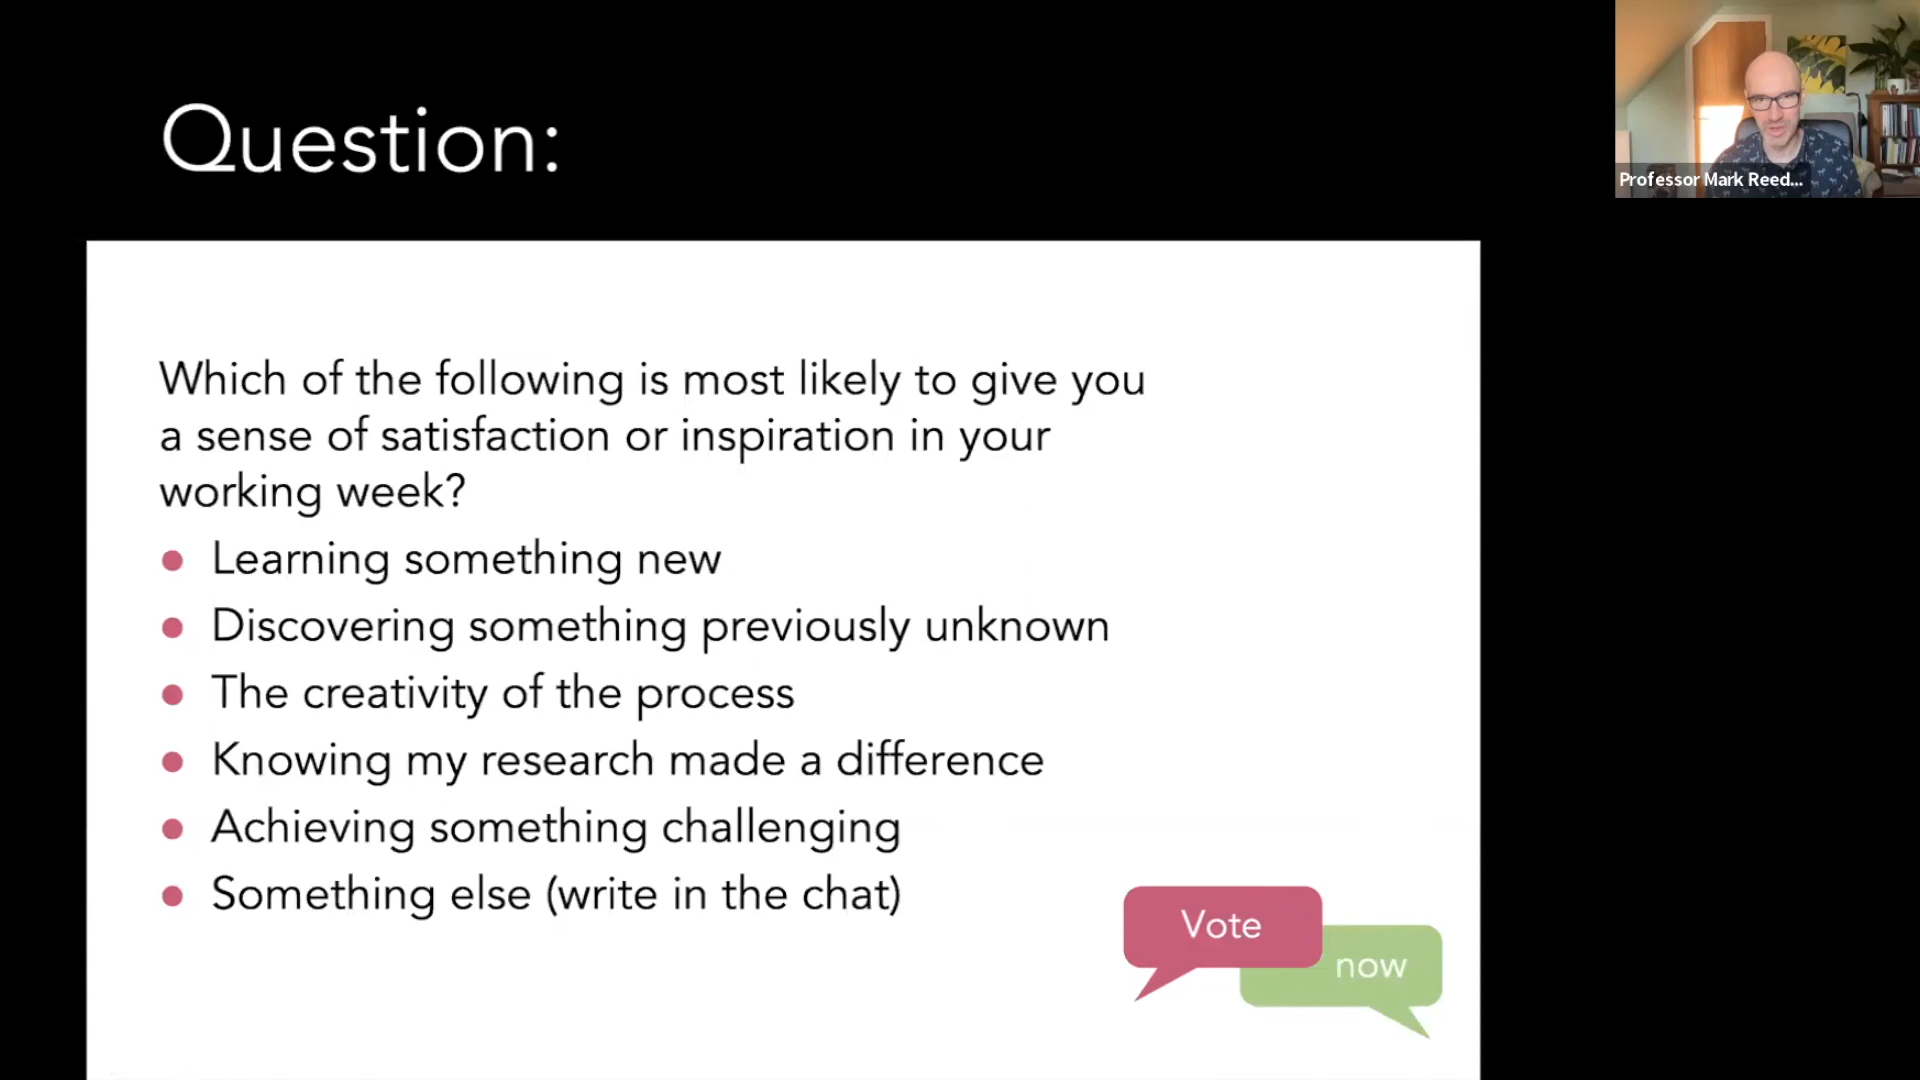 Question:
Professor Mark Reed...
Which of the following is most likely to give you
a sense of satisfaction or inspiration in your
working week?
● Learning something new
● Discovering something previously unknown
● The creativity of the process
● Knowing my research made a difference
● Achieving something challenging
● Something else (write in the chat)
Vote
now